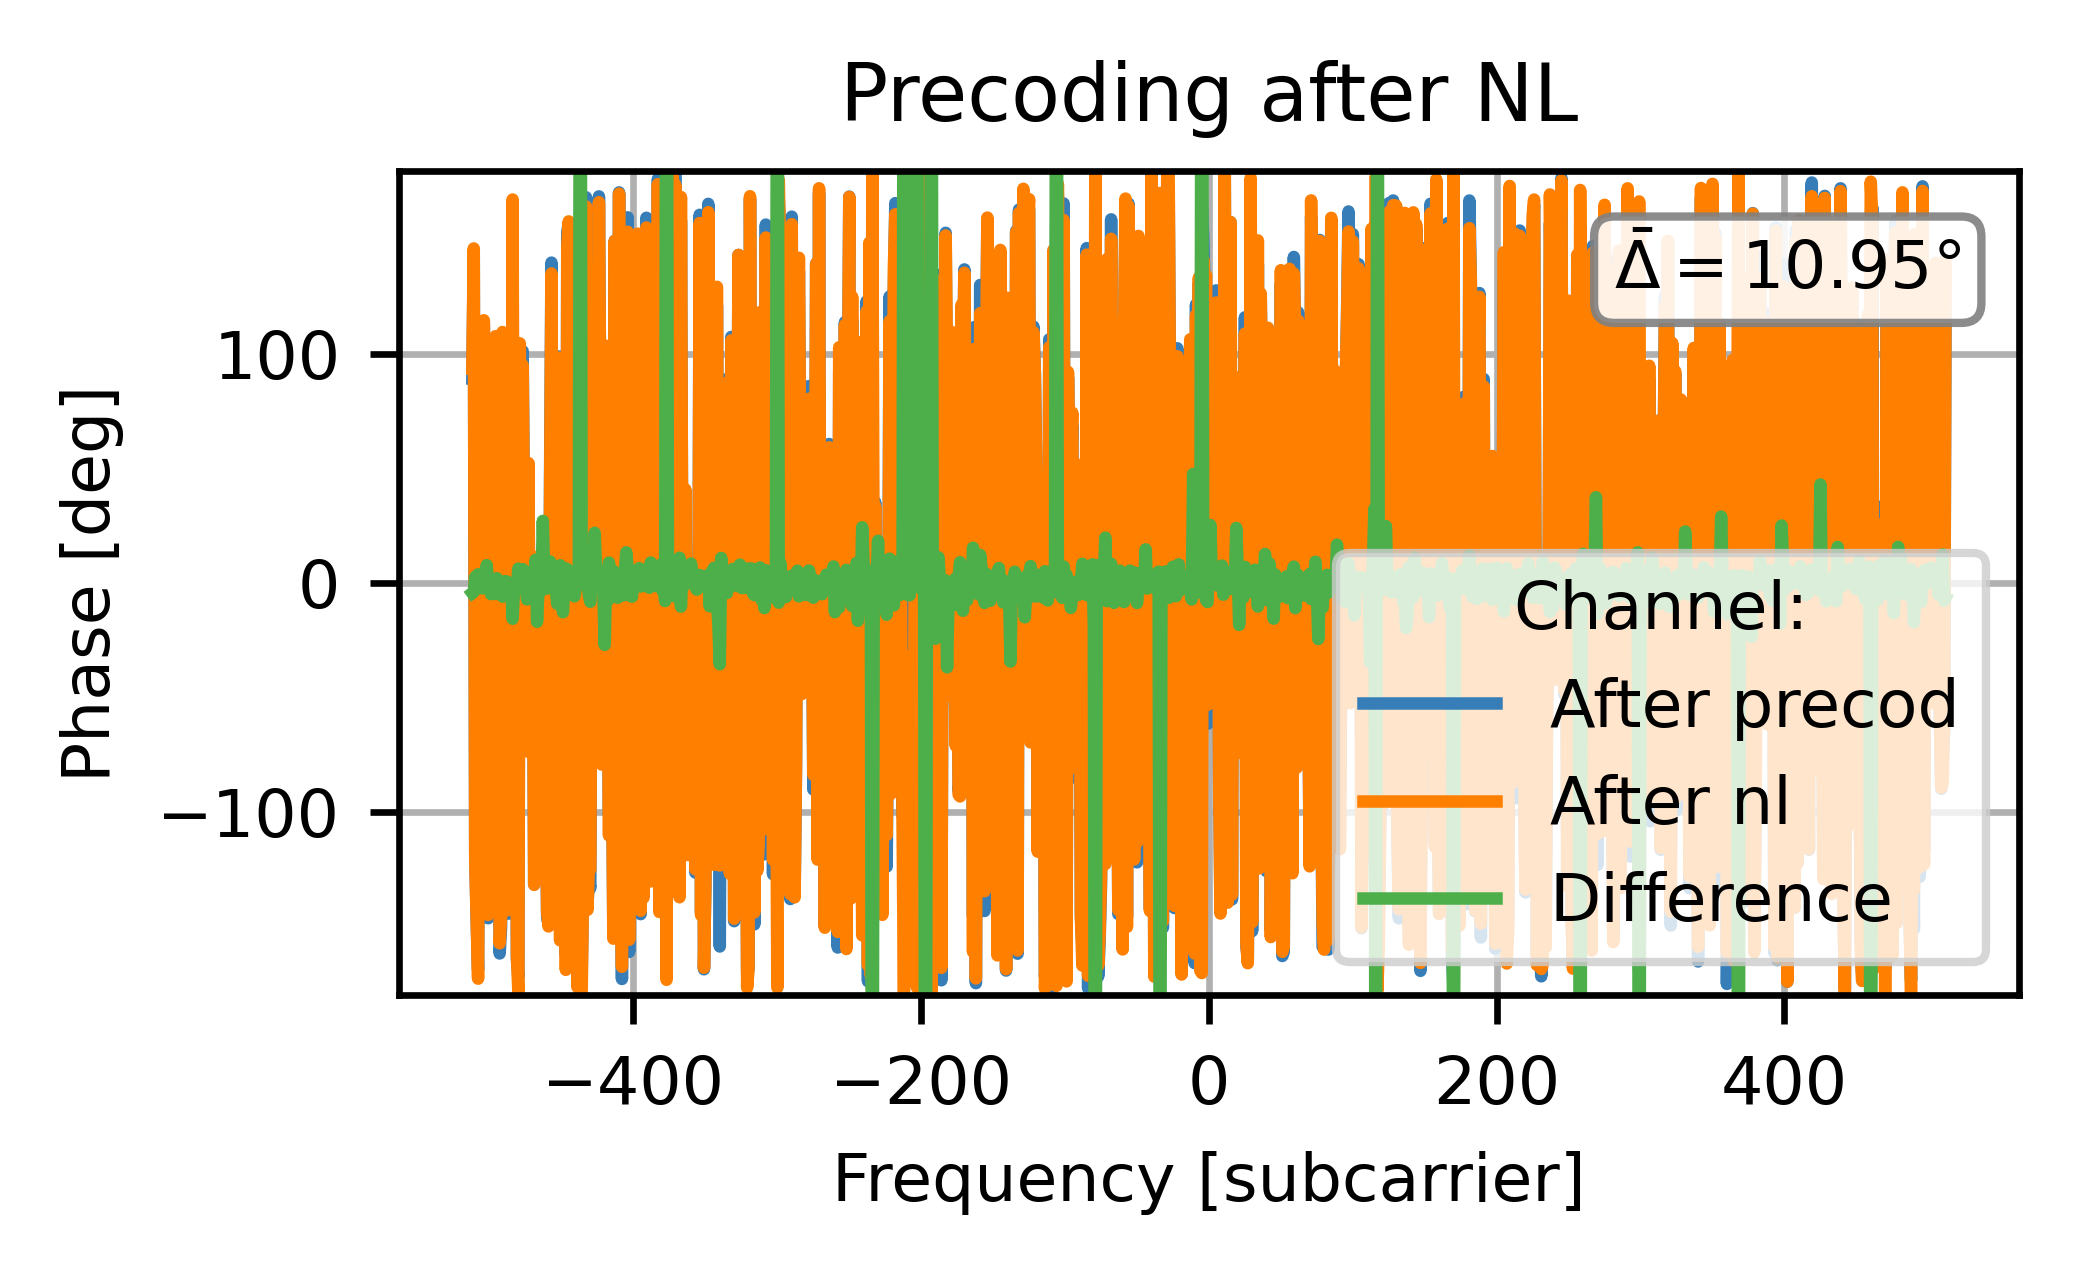 Precoding after NL
Δ̄ = 10.95°
Phase [deg]
100
0
−100
Channel:
After precod
After nl
Difference
−400
−200
0
200
400
Frequency [subcarrier]